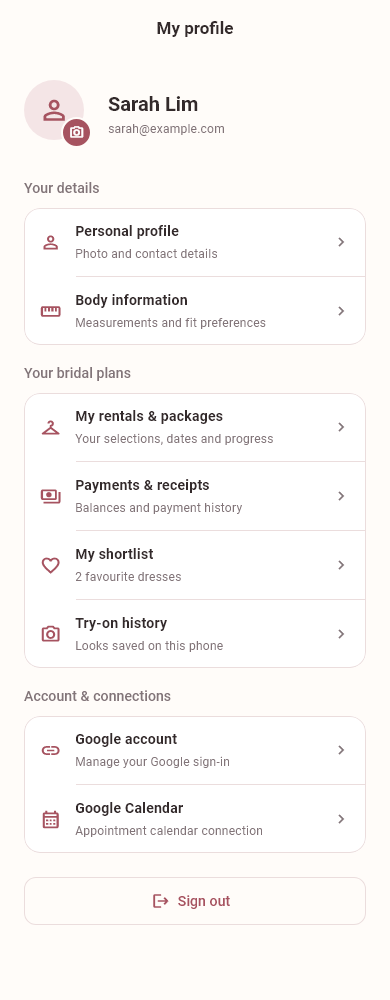 My profile
Sarah Lim
sarah@example.com
Your details
Personal profile
Photo and contact details
Body information
Measurements and fit preferences
Your bridal plans
My rentals & packages
Your selections, dates and progress
Payments & receipts
Balances and payment history
My shortlist
2 favourite dresses
Try-on history
Looks saved on this phone
Account & connections
Google account
Manage your Google sign-in
Google Calendar
Appointment calendar connection
Sign out